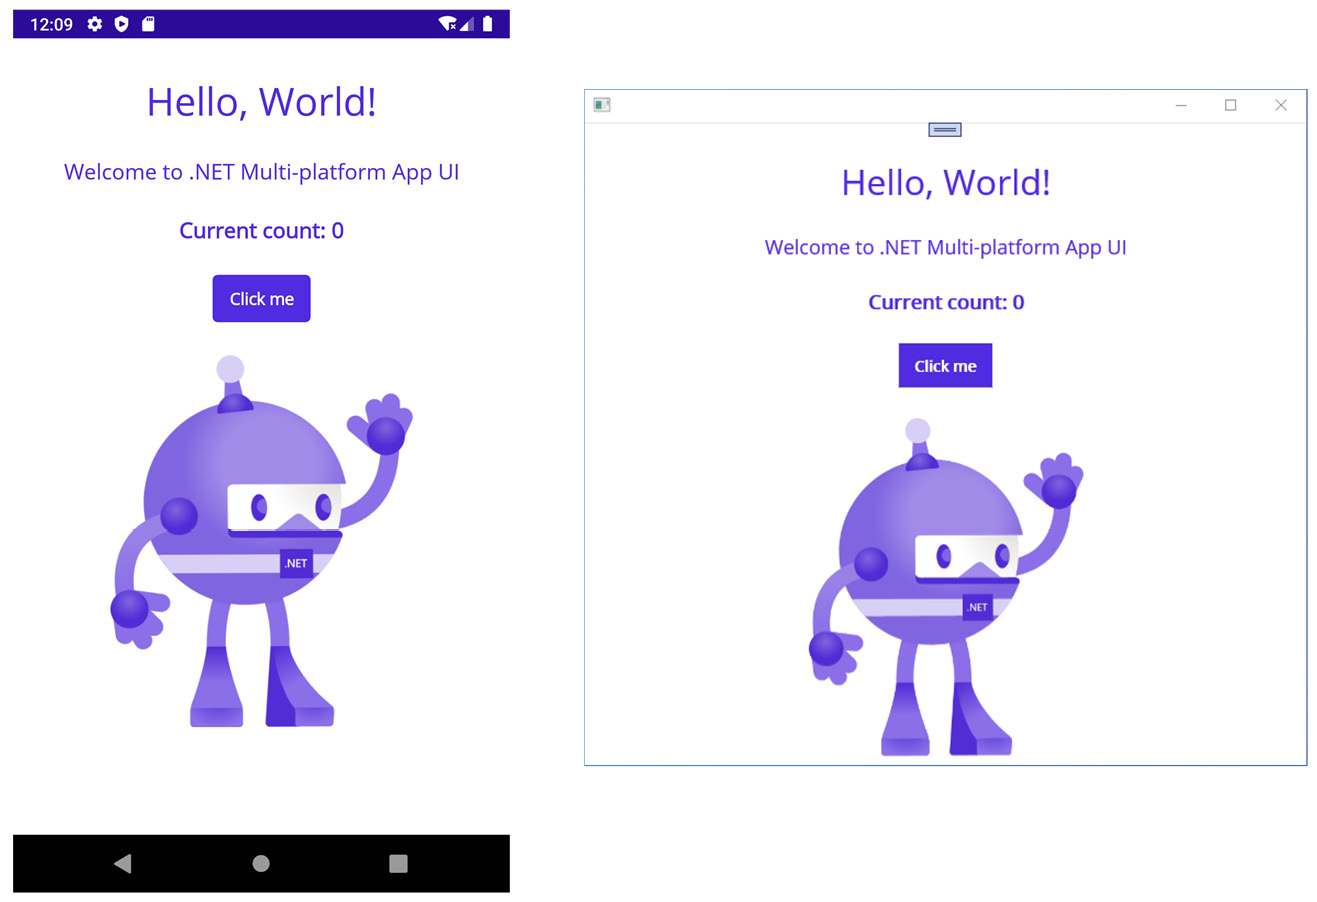 12:09
Hello, World!
Welcome to .NET Multi-platform App UI
Current count: 0
Click me
.NET
Hello, World!
Welcome to .NET Multi-platform App UI
Current count: 0
Click me
.NET